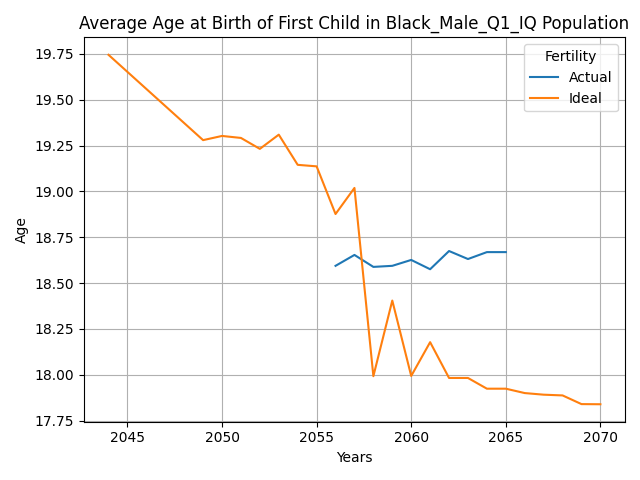 Average Age at Birth of First Child in Black_Male_Q1_IQ Population
Fertility
Actual
Ideal
19.75
19.50
19.25
19.00
18.75
18.50
18.25
18.00
17.75
Age
2045 2050 2055 2060 2065 2070
Years